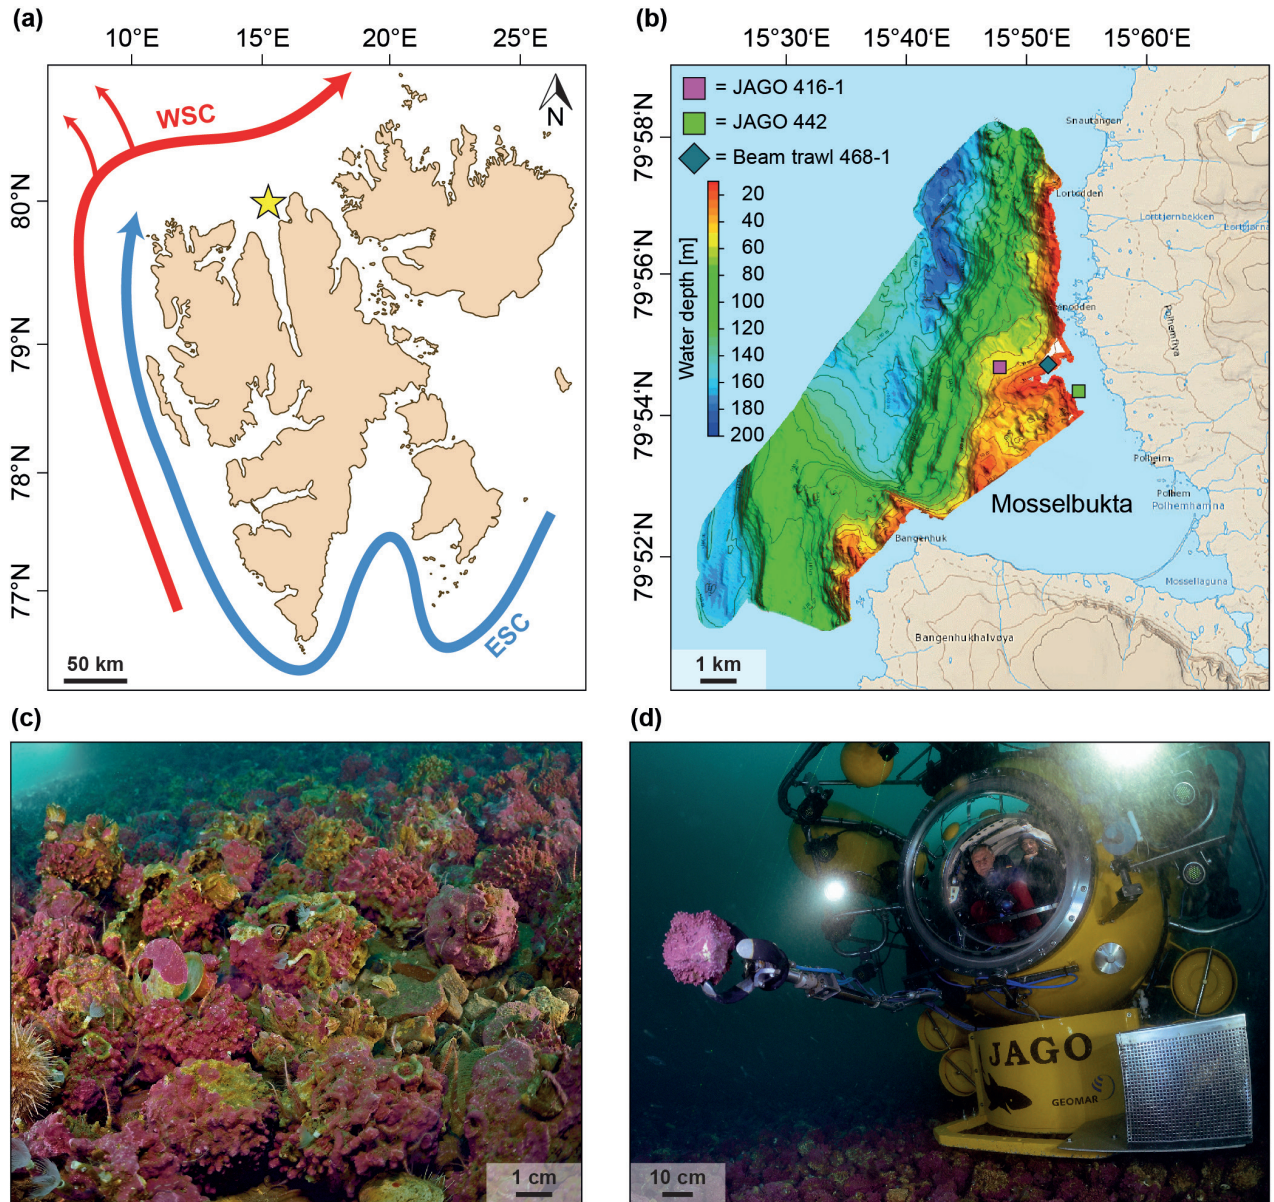 (a)
10°E 15°E 20°E 25°E
80°N
79°N
78°N
77°N
WSC
N
ESC
50 km
(b)
15°30‘E 15°40‘E 15°50‘E 15°60‘E
79°58‘N
79°56‘N
79°54‘N
79°52‘N
= JAGO 416-1
= JAGO 442
= Beam trawl 468-1
Water depth [m]
20
40
60
80
100
120
140
160
180
200
Snautangen
Lortodden
Lorttjørnbekken
Polheim
Polhem
Polhemhamna
Mosselbukta
Bangenhuk
Mossellaguna
Bangenhukhalvøya
1 km
(c)
1 cm
(d)
JAGO
GEOMAR
10 cm